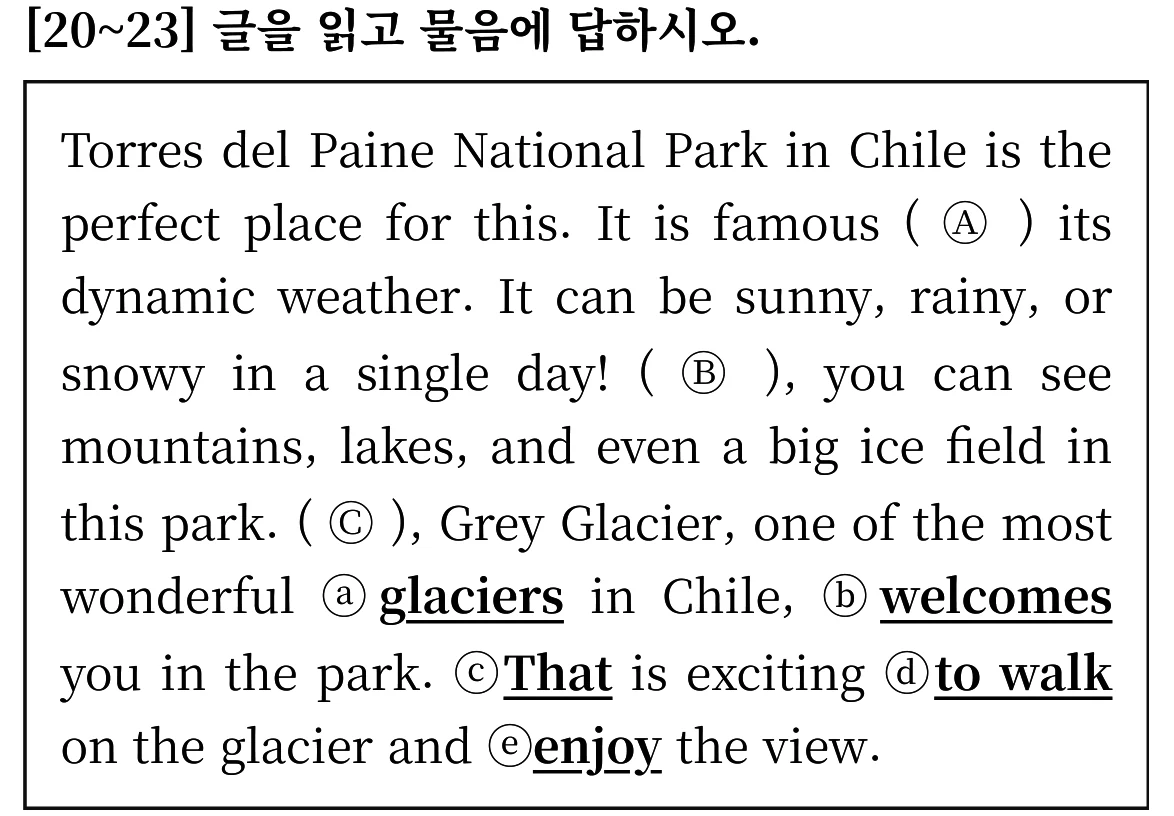 [20~23] 글을 읽고 물음에 답하시오.
Torres del Paine National Park in Chile is the
perfect place for this. It is famous ( Ⓐ ) its
dynamic weather. It can be sunny, rainy, or
snowy in a single day! ( Ⓑ ), you can see
mountains, lakes, and even a big ice field in
this park. ( Ⓒ ), Grey Glacier, one of the most
wonderful ⓐ glaciers in Chile, ⓑ welcomes
you in the park. ⓒThat is exciting ⓓto walk
on the glacier and ⓔenjoy the view.